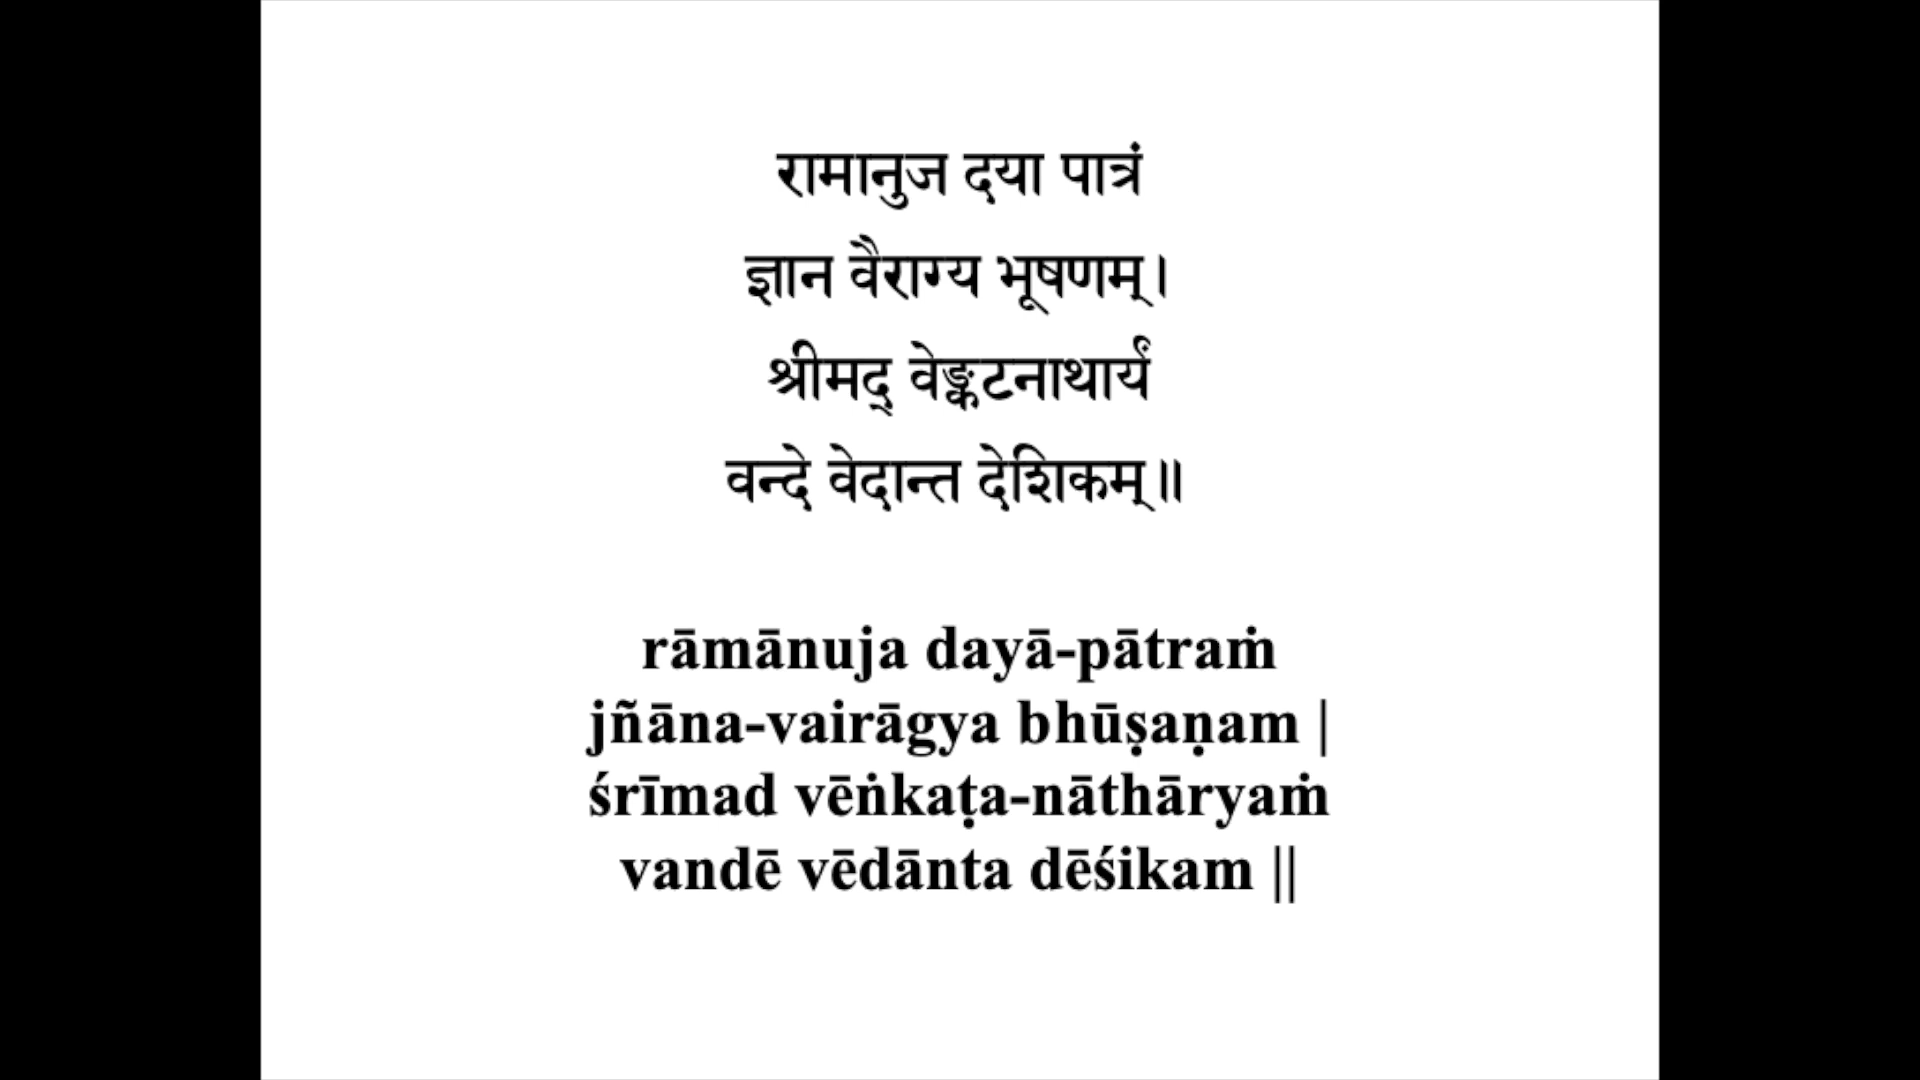 रामानुज दया पात्रं
ज्ञान वैराग्य भूषणम्।
श्रीमद् वेङ्कटनाथार्यं
वन्दे वेदान्त देशिकम्॥
rāmānuja dayā-pātraṁ
jñāna-vairāgya bhūṣaṇam |
śrīmad vēṅkaṭa-nāthāryaṁ
vandē vēdānta dēśikam ||